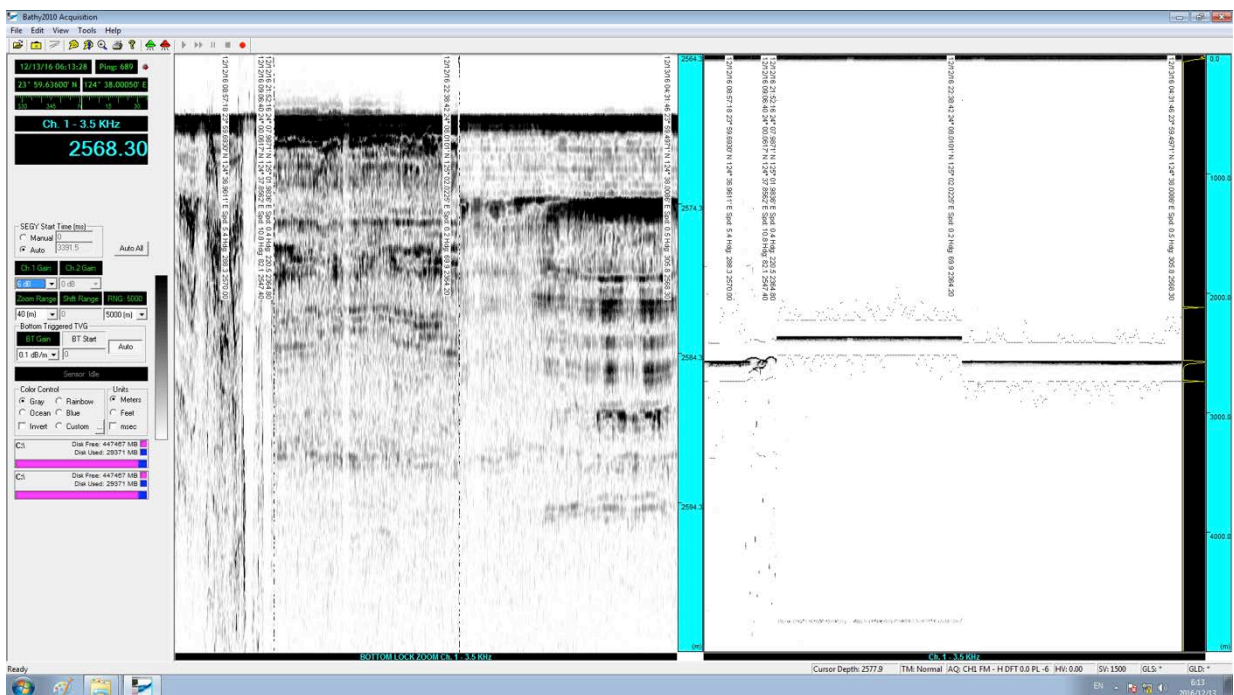 Bathy2010 Acquisition
File Edit View Tools Help
12/13/16 06:13:28 Ping: 689
23° 59.63600' N 124° 38.00050' E
330 345 15 30
Ch. 1 - 3.5 KHz
2568.30
SEGY Start Time (ms)
Manual 0
Auto 3391.5
Auto All
Ch.1 Gain Ch.2 Gain
6 dB 0 dB
Zoom Range Shft Range RNG: 5000
40 (m) 0 5000 (m)
Bottom Triggered TVG
BT Gain BT Start
Auto
0.1 dB/m 0
Sensor Idle
Color Control Units
Gray Rainbow Meters
Ocean Blue Feet
Invert Custom ... msec
C:\ Disk Free: 447467 MB
Disk Used: 29371 MB
C:\ Disk Free: 447467 MB
Disk Used: 29371 MB
2564.3
2574.3
2584.3
2594.3
(m)
BOTTOM LOCK ZOOM Ch. 1 - 3.5 KHz
0.0
1000.0
2000.0
3000.0
4000.0
(m)
Ch. 1 - 3.5 KHz
Ready
Cursor Depth: 2577.9 TM: Normal AQ: CH1 FM - H DFT 0.0 PL -6 HV: 0.00 SV: 1500 GLS: * GLD: *
EN
6:13
2016/12/13